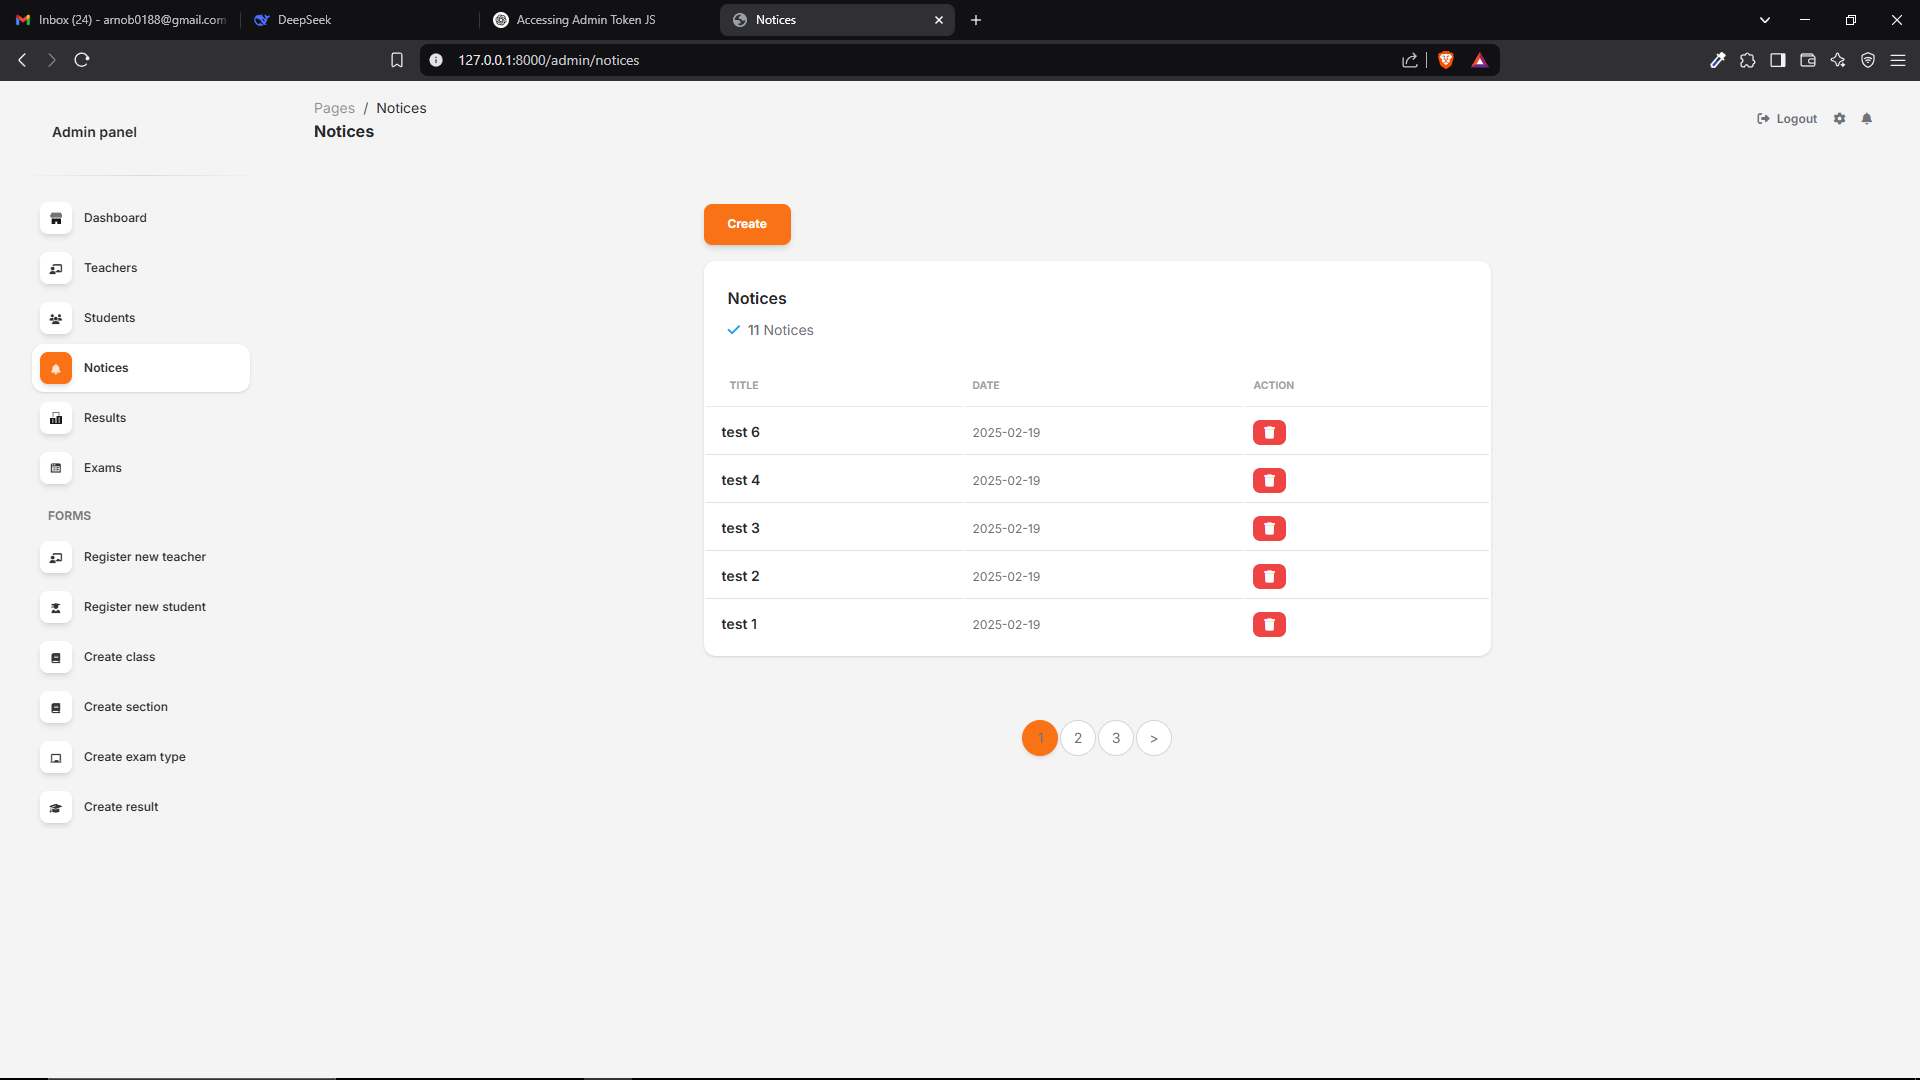 Inbox (24) - arnob0188@gmail.com
DeepSeek
Accessing Admin Token JS
Notices
127.0.0.1:8000/admin/notices
Admin panel
Pages / Notices
Notices
Logout
Dashboard
Teachers
Students
Notices
Results
Exams
FORMS
Register new teacher
Register new student
Create class
Create section
Create exam type
Create result
Create
Notices
11 Notices
TITLE DATE ACTION
test 6 2025-02-19
test 4 2025-02-19
test 3 2025-02-19
test 2 2025-02-19
test 1 2025-02-19
1 2 3 >